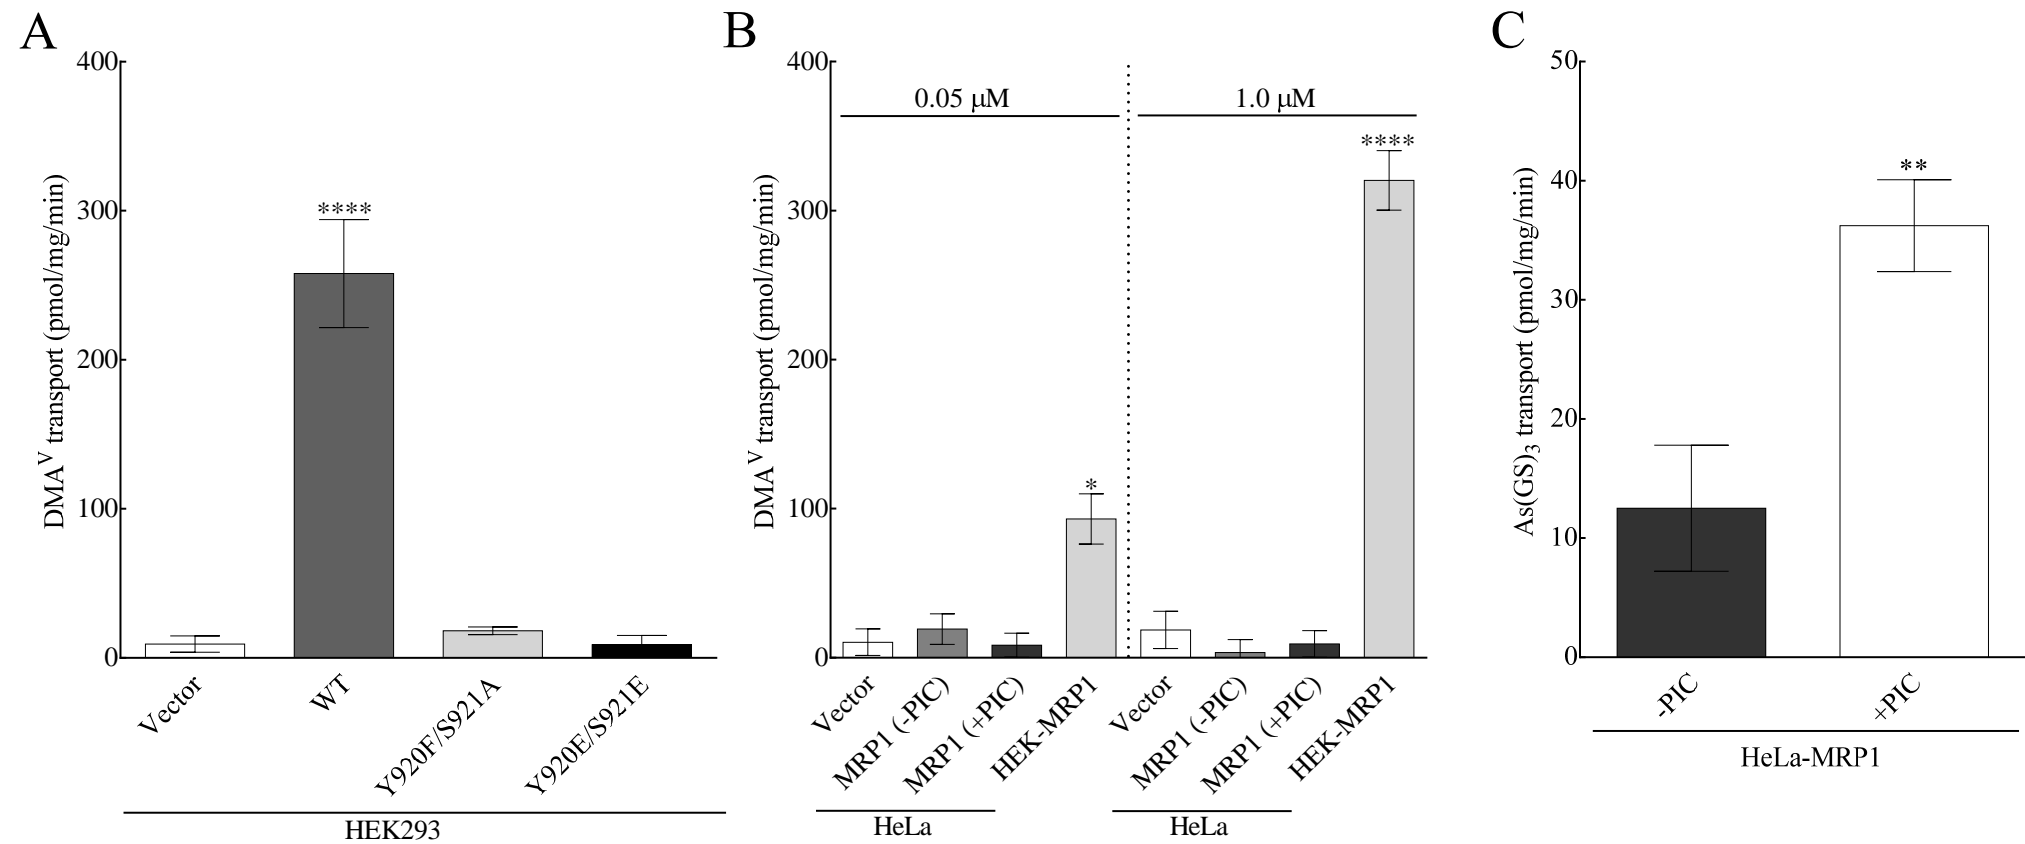 A
DMAV transport (pmol/mg/min)
400
300
200
100
0
****
Vector
WT
Y920F/S921A
Y920E/S921E
HEK293
B
DMAV transport (pmol/mg/min)
400
300
200
100
0
0.05 μM
1.0 μM
*
****
Vector
MRP1 (-PIC)
MRP1 (+PIC)
HEK-MRP1
Vector
MRP1 (-PIC)
MRP1 (+PIC)
HEK-MRP1
HeLa
HeLa
C
As(GS)3 transport (pmol/mg/min)
50
40
30
20
10
0
**
-PIC
+PIC
HeLa-MRP1